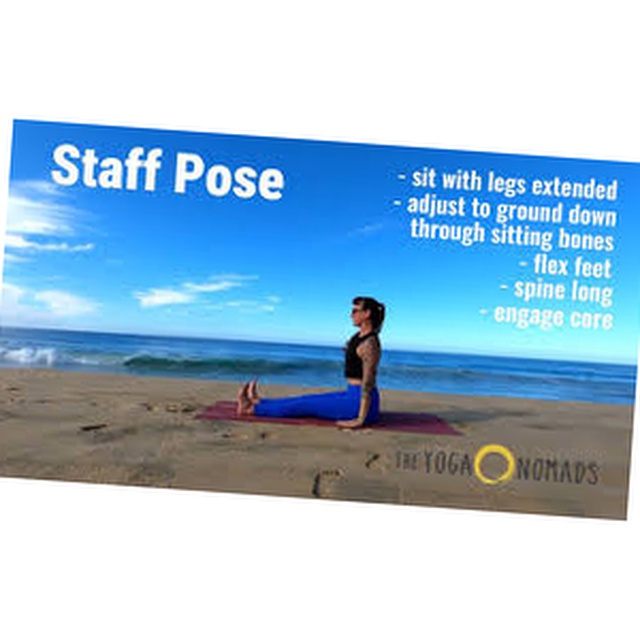 Staff Pose
- sit with legs extended
- adjust to ground down
through sitting bones
- flex feet
- spine long
- engage core
THE YOGA NOMADS